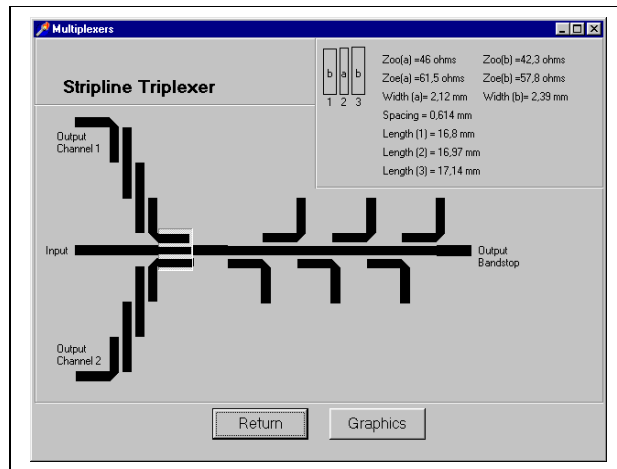 Multiplexers
Stripline Triplexer
b a b
1 2 3
Zoo(a) =46 ohms Zoo(b) =42,3 ohms
Zoe(a) =61,5 ohms Zoe(b) =57,8 ohms
Width (a)= 2,12 mm Width (b)= 2,39 mm
Spacing = 0,614 mm
Length (1) = 16,8 mm
Length (2) = 16,97 mm
Length (3) = 17,14 mm
Output
Channel 1
Input
Output
Bandstop
Output
Channel 2
Return Graphics